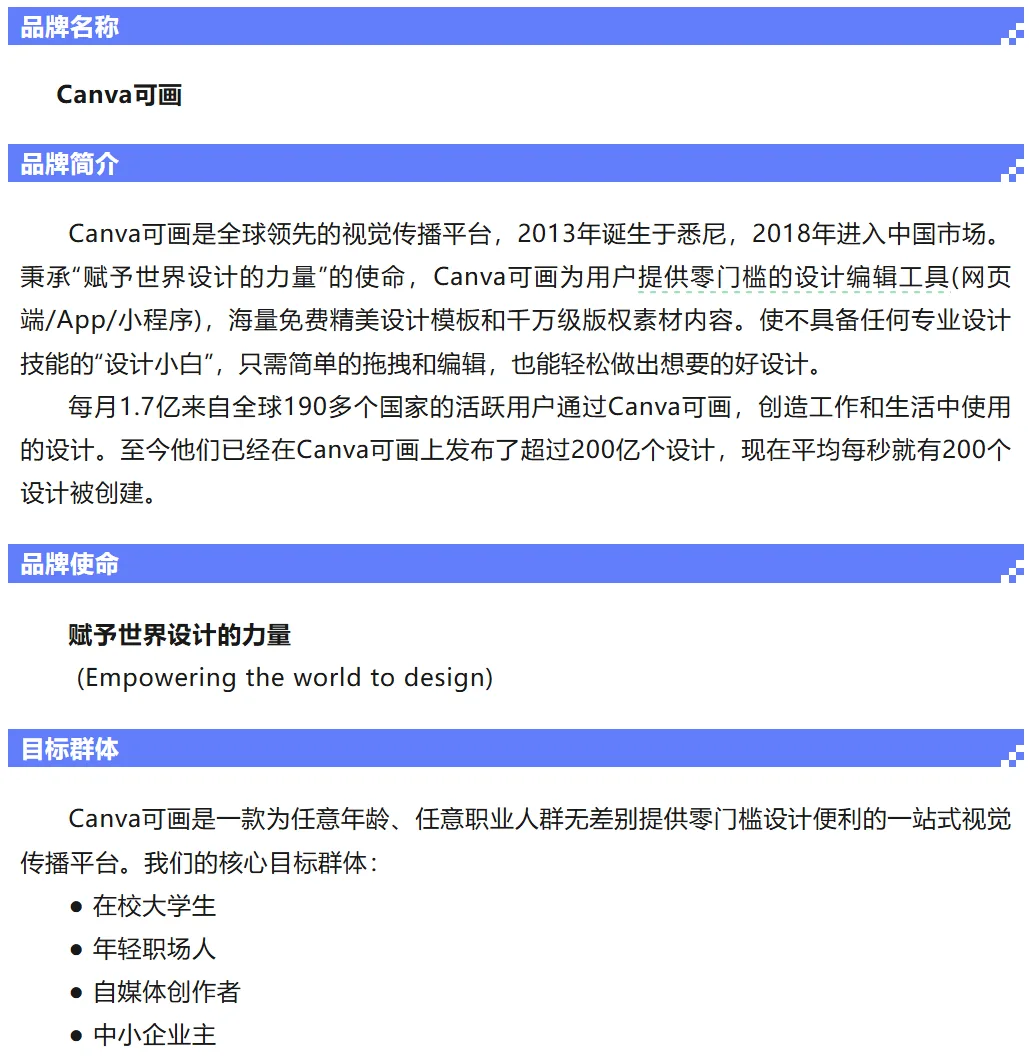 品牌名称
Canva可画
品牌简介
Canva可画是全球领先的视觉传播平台，2013年诞生于悉尼，2018年进入中国市场。
秉承“赋予世界设计的力量”的使命，Canva可画为用户提供零门槛的设计编辑工具(网页
端/App/小程序)，海量免费精美设计模板和千万级版权素材内容。使不具备任何专业设计
技能的“设计小白”，只需简单的拖拽和编辑，也能轻松做出想要的好设计。
每月1.7亿来自全球190多个国家的活跃用户通过Canva可画，创造工作和生活中使用
的设计。至今他们已经在Canva可画上发布了超过200亿个设计，现在平均每秒就有200个
设计被创建。
品牌使命
赋予世界设计的力量
(Empowering the world to design)
目标群体
Canva可画是一款为任意年龄、任意职业人群无差别提供零门槛设计便利的一站式视觉
传播平台。我们的核心目标群体：
● 在校大学生
● 年轻职场人
● 自媒体创作者
● 中小企业主